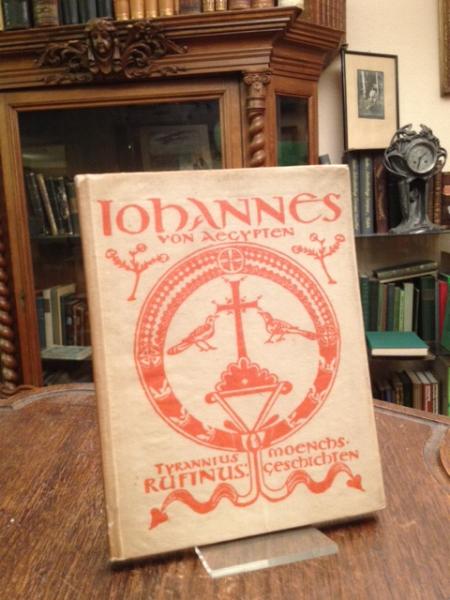 IOHANNES
VON AEGYPTEN
TYRANNIUS MOENCHS-
RUFINUS: GESCHICHTEN